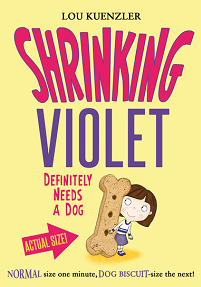 LOU KUENZLER
SHRINKING
VIOLET
DEFINITELY
NEEDS
A DOG
ACTUAL SIZE!
NORMAL size one minute, DOG BISCUIT-size the next!